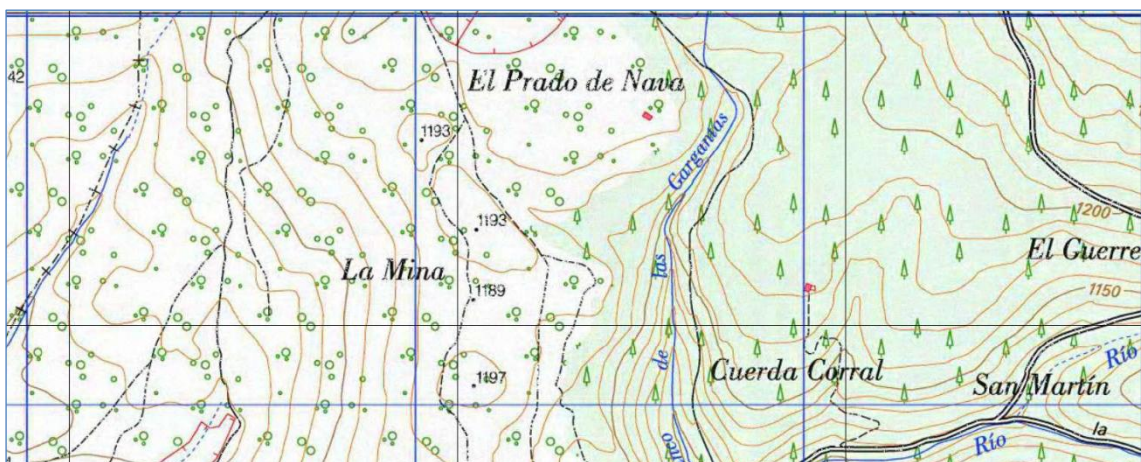 42
El Prado de Nava
1193
Gargantas
1193
1200
El Guerre
La Mina
las
1189
1150
de
Cuerda Corral
Río
1197
San Martín
la
Río
nco